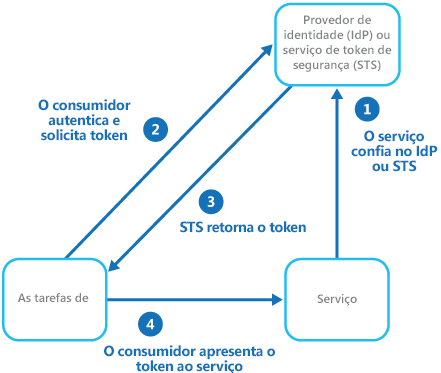 Provedor de
identidade (IdP) ou
serviço de token de
segurança (STS)
O consumidor
autentica e
solicita token
2
1
O serviço
confia no IdP
ou STS
3
STS retorna o token
As tarefas de
Serviço
4
O consumidor apresenta o
token ao serviço